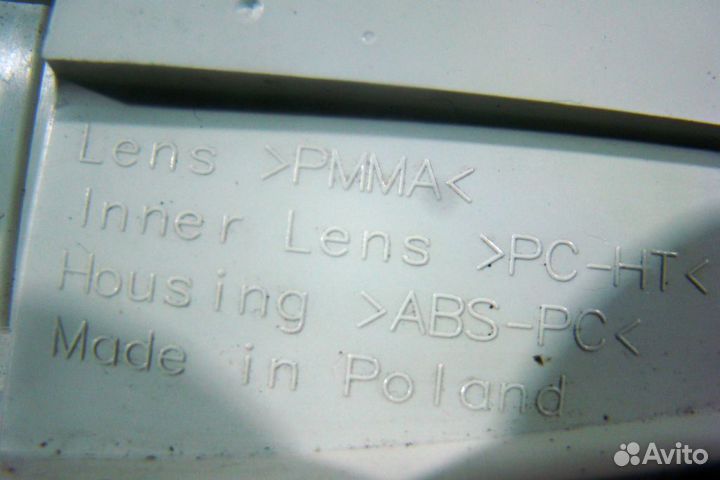 Lens >PMMA<
Inner Lens >PC-HT<
Housing >ABS-PC<
Made in Poland
Avito